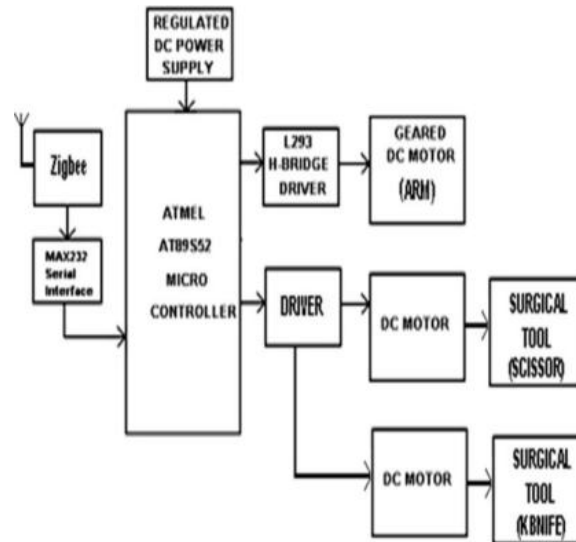 REGULATED
DC POWER
SUPPLY
Zigbee
MAX232
Serial
Interface
ATMEL
AT89S52
MICRO
CONTROLLER
L293
H-BRIDGE
DRIVER
GEARED
DC MOTOR
(ARM)
DRIVER
DC MOTOR
SURGICAL
TOOL
(SCISSOR)
DC MOTOR
SURGICAL
TOOL
(KBNIFE)